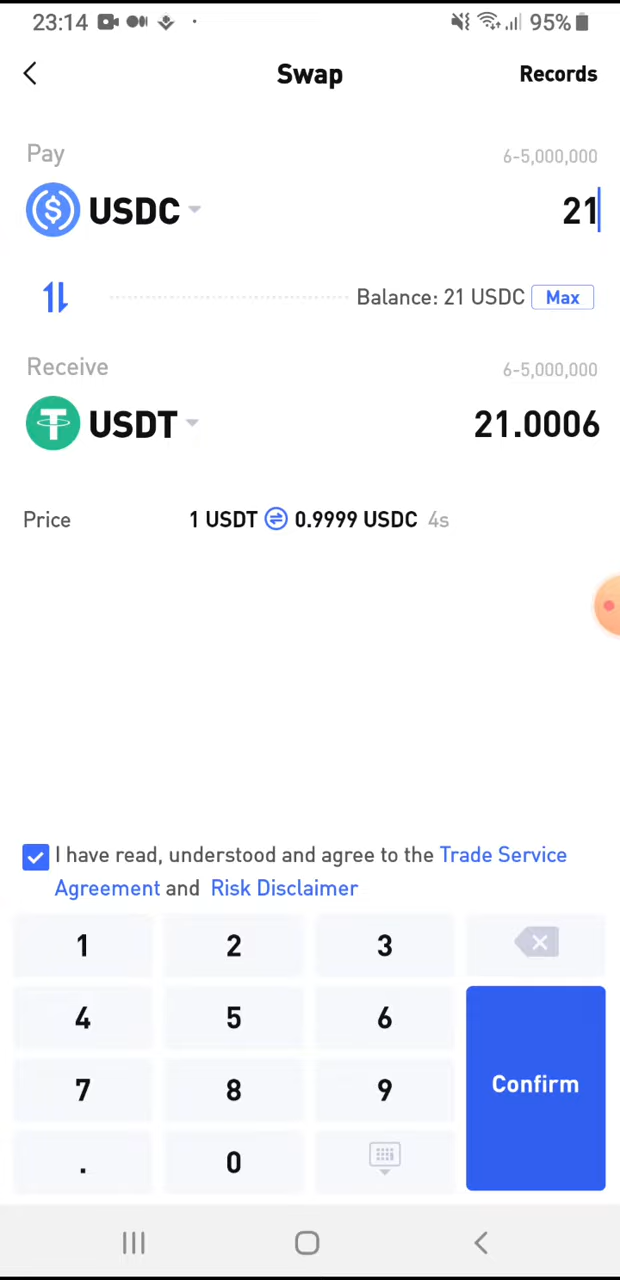 23:14 95%
Swap Records
Pay 6-5,000,000
USDC 21
Balance: 21 USDC Max
Receive 6-5,000,000
USDT 21.0006
Price 1 USDT 0.9999 USDC 4s
I have read, understood and agree to the Trade Service
Agreement and Risk Disclaimer
1 2 3
4 5 6
7 8 9
Confirm
. 0